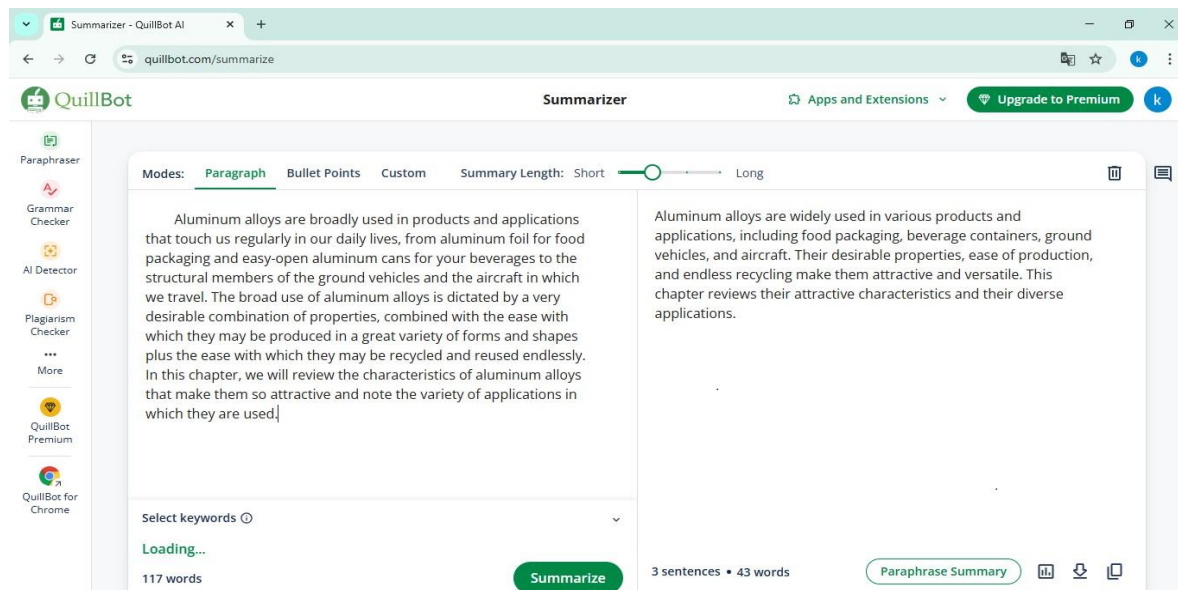 Summarizer - QuillBot AI
quillbot.com/summarize
k
QuillBot
Summarizer
Apps and Extensions
Upgrade to Premium
k
Paraphraser
Grammar
Checker
AI Detector
Plagiarism
Checker
More
QuillBot
Premium
QuillBot for
Chrome
Modes: Paragraph Bullet Points Custom Summary Length: Short Long
Aluminum alloys are broadly used in products and applications
that touch us regularly in our daily lives, from aluminum foil for food
packaging and easy-open aluminum cans for your beverages to the
structural members of the ground vehicles and the aircraft in which
we travel. The broad use of aluminum alloys is dictated by a very
desirable combination of properties, combined with the ease with
which they may be produced in a great variety of forms and shapes
plus the ease with which they may be recycled and reused endlessly.
In this chapter, we will review the characteristics of aluminum alloys
that make them so attractive and note the variety of applications in
which they are used.
Select keywords
Loading...
117 words
Summarize
Aluminum alloys are widely used in various products and
applications, including food packaging, beverage containers, ground
vehicles, and aircraft. Their desirable properties, ease of production,
and endless recycling make them attractive and versatile. This
chapter reviews their attractive characteristics and their diverse
applications.
3 sentences • 43 words
Paraphrase Summary